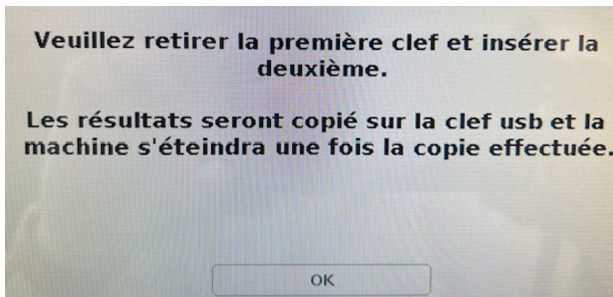 Veuillez retirer la première clef et insérer la
deuxième.
Les résultats seront copié sur la clef usb et la
machine s'éteindra une fois la copie effectuée.
OK